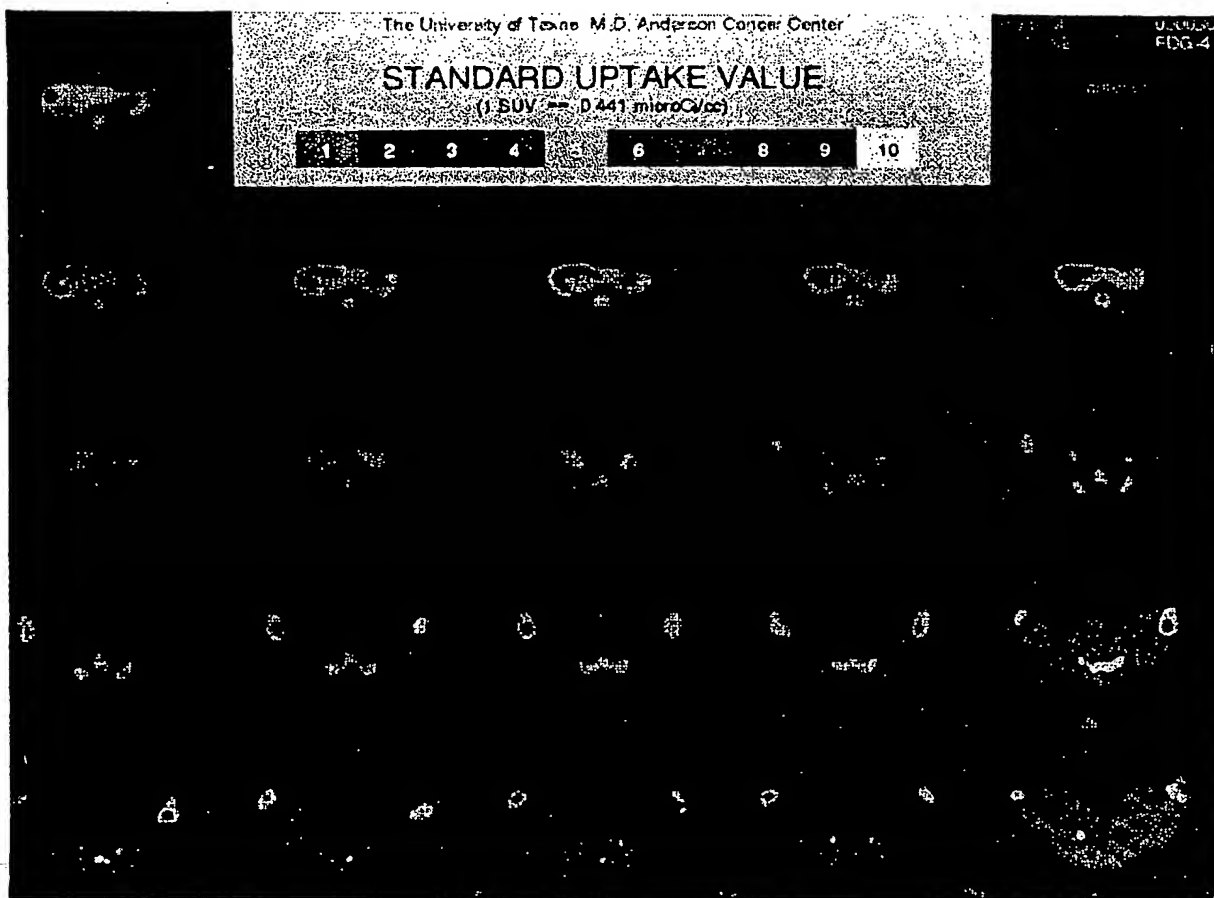 The University of Texas M.D. Anderson Cancer Center
STANDARD UPTAKE VALUE
(1 SUV == 0.441 microCi/cc)
1 2 3 4 5 6 8 9 10
FDG-4